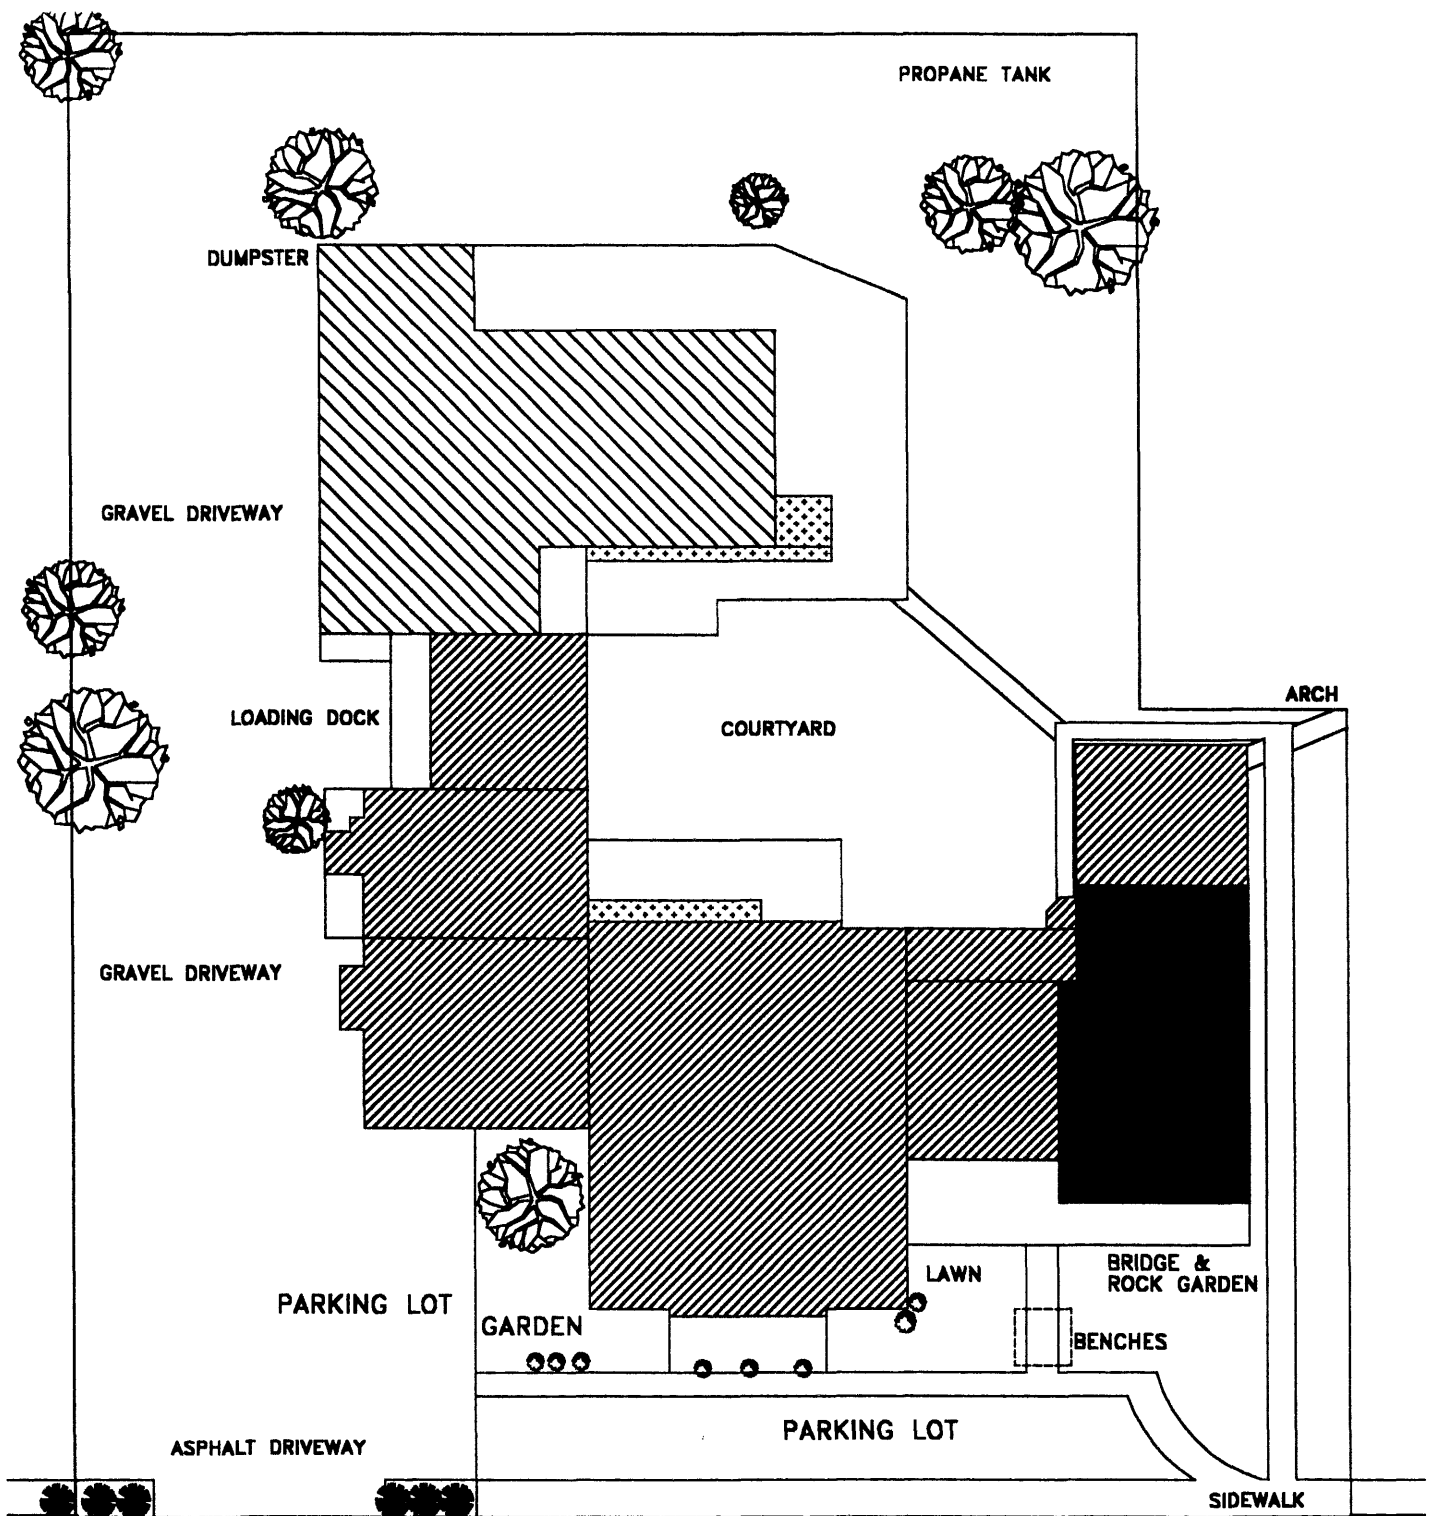 PROPANE TANK
DUMPSTER
GRAVEL DRIVEWAY
ARCH
LOADING DOCK
COURTYARD
GRAVEL DRIVEWAY
BRIDGE &
ROCK GARDEN
LAWN
PARKING LOT
GARDEN
BENCHES
PARKING LOT
ASPHALT DRIVEWAY
SIDEWALK